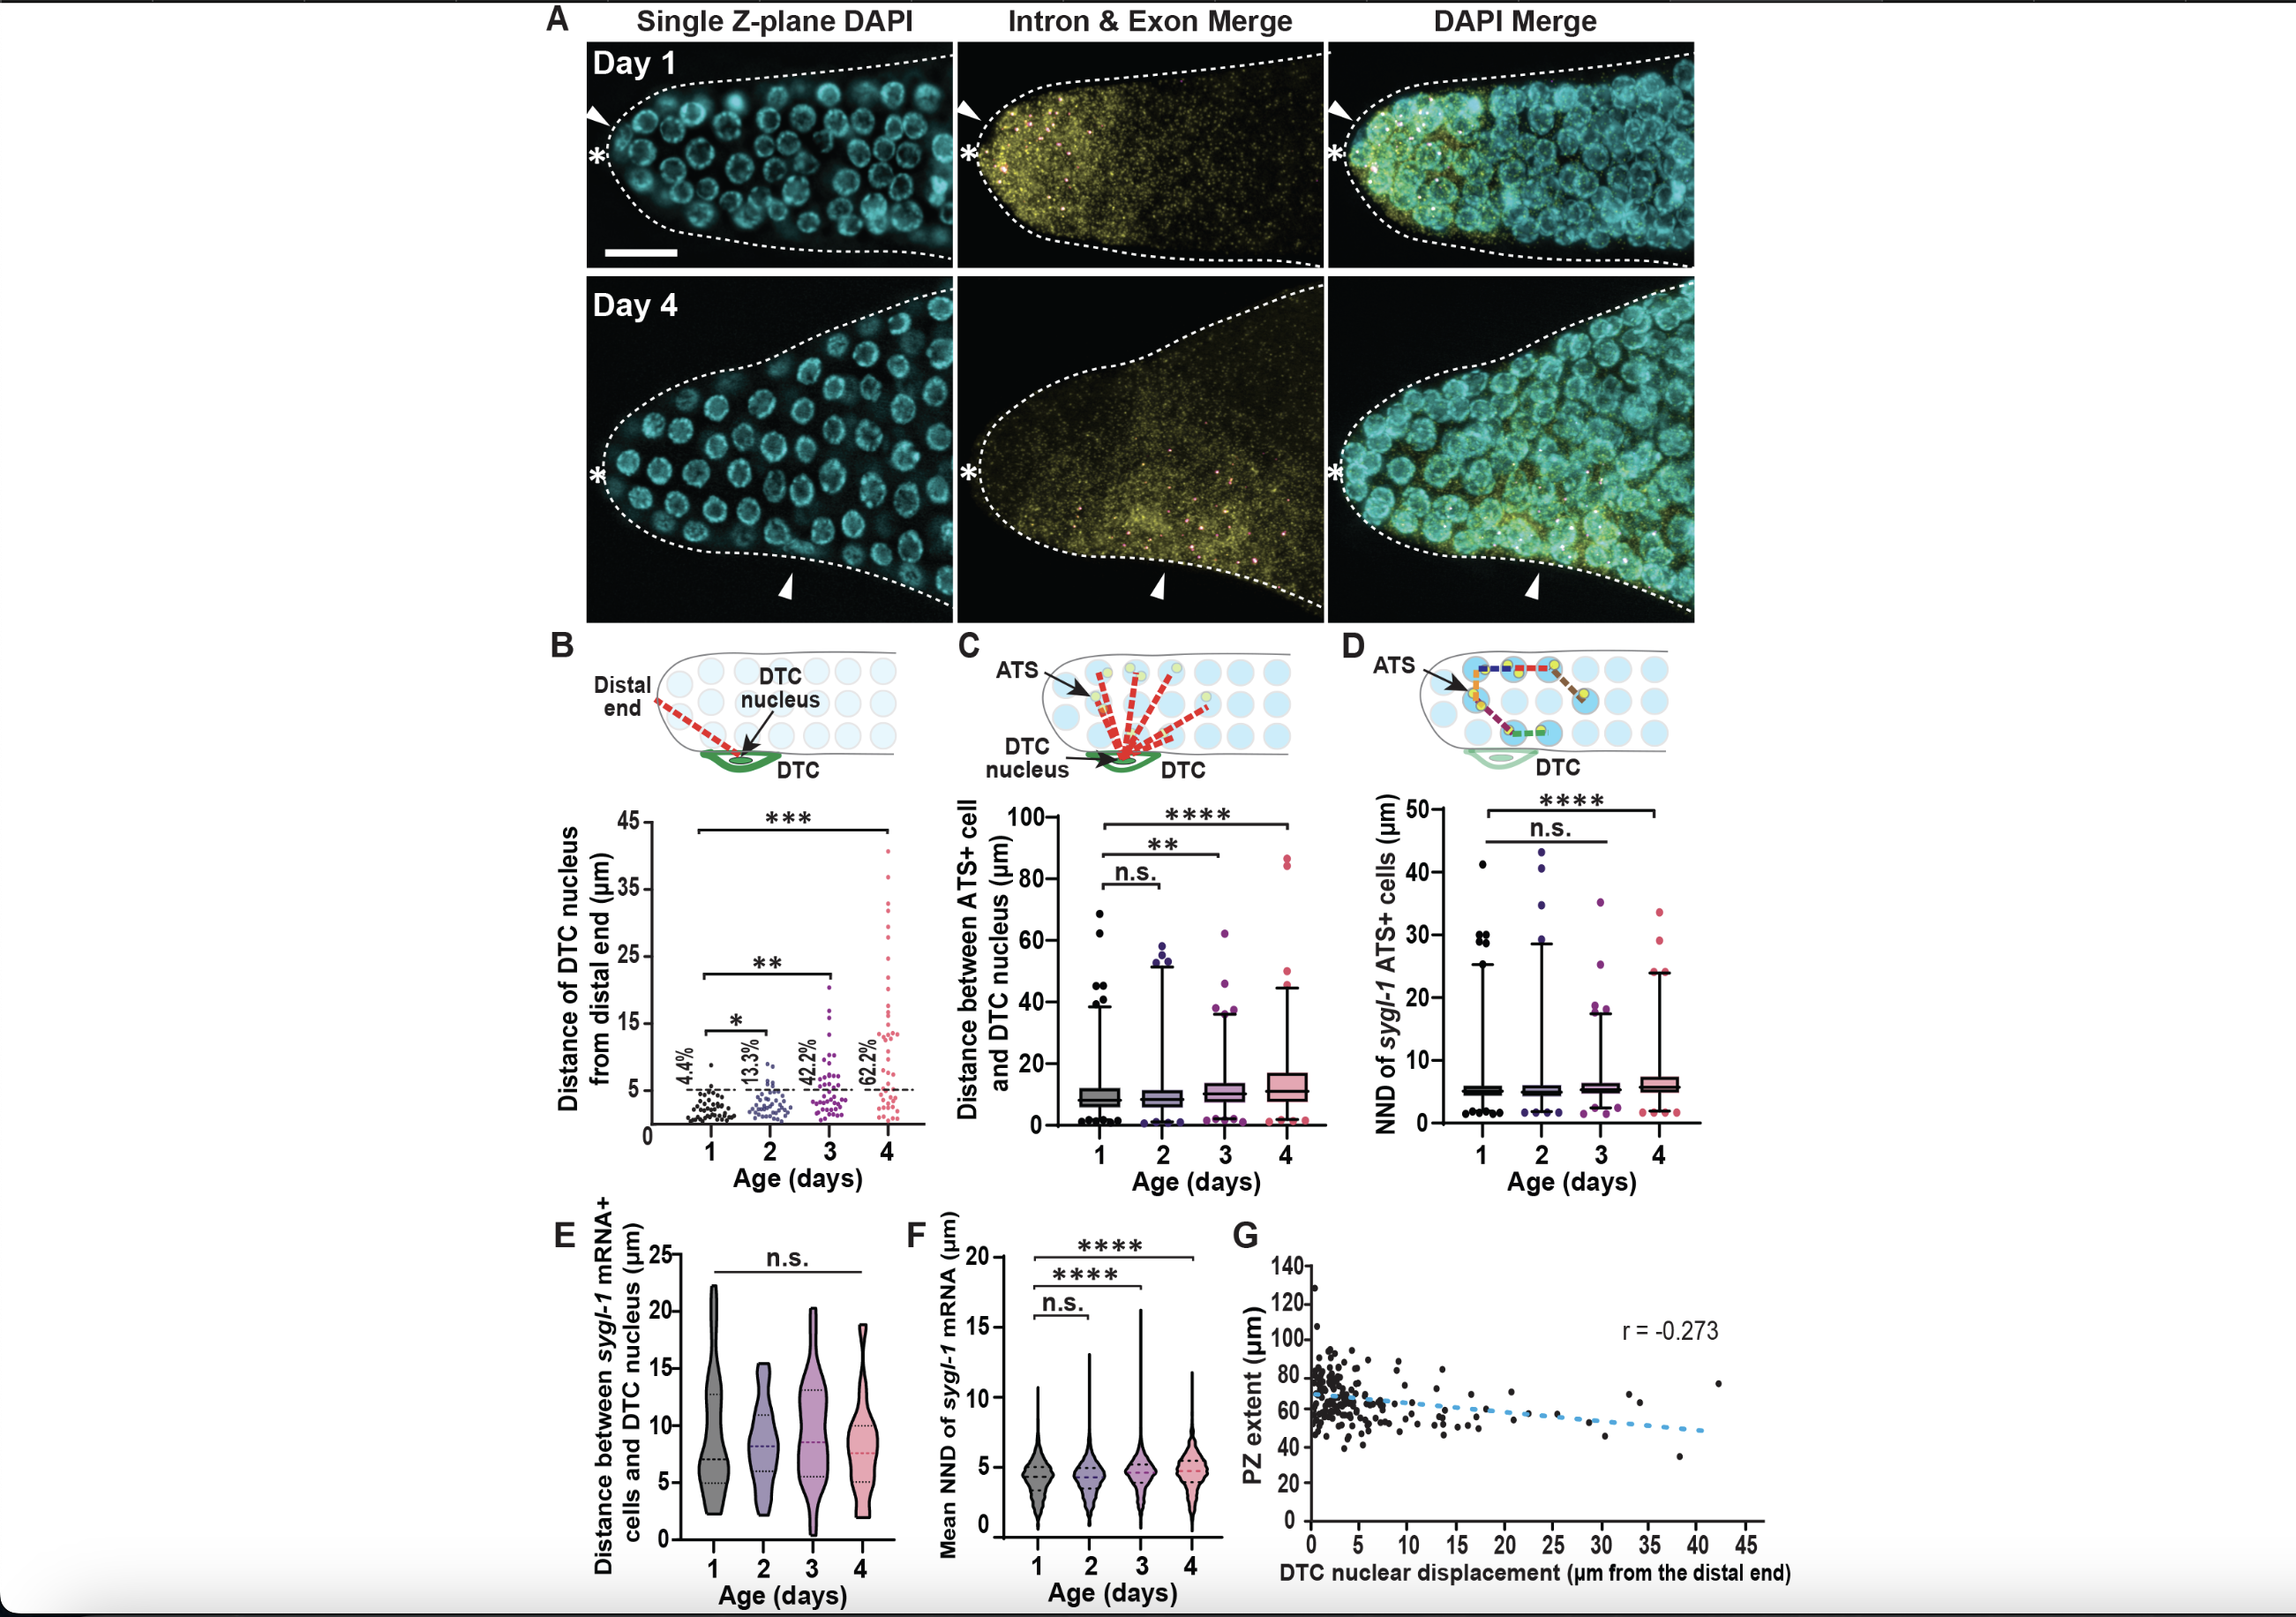 A
Single Z-plane DAPI
Intron & Exon Merge
DAPI Merge
Day 1
*
*
*
Day 4
*
*
*
B
Distal
end
DTC
nucleus
DTC
Distance of DTC nucleus
from distal end (µm)
45
35
25
15
5
0
***
**
*
4.4%
13.3%
42.2%
62.2%
1 2 3 4
Age (days)
C
ATS
DTC
nucleus
DTC
Distance between ATS+ cell
and DTC nucleus (µm)
100
80
60
40
20
0
****
**
n.s.
1 2 3 4
Age (days)
D
ATS
DTC
NND of sygl-1 ATS+ cells (µm)
50
40
30
20
10
0
****
n.s.
1 2 3 4
Age (days)
E
Distance between sygl-1 mRNA+
cells and DTC nucleus (µm)
25
20
15
10
5
0
n.s.
1 2 3 4
Age (days)
F
Mean NND of sygl-1 mRNA (µm)
20
15
10
5
0
****
****
n.s.
1 2 3 4
Age (days)
G
PZ extent (µm)
140
120
100
80
60
40
20
0
r = -0.273
0 5 10 15 20 25 30 35 40 45
DTC nuclear displacement (µm from the distal end)